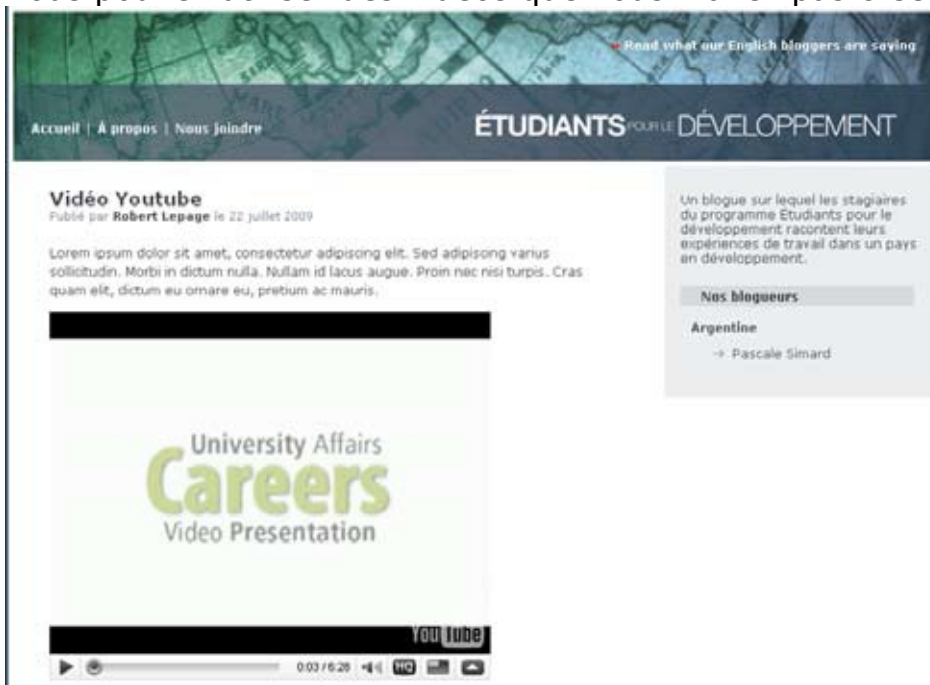 Read what our English bloggers are saying
Accueil | À propos | Nous joindre
ÉTUDIANTS POUR LE DÉVELOPPEMENT
Vidéo Youtube
Publié par Robert Lepage le 22 juillet 2009
Lorem ipsum dolor sit amet, consectetur adipisong elit. Sed adipisong varius
sollicitudin. Morbi in dictum nulla. Nullam id lacus augue. Proin nec nisi turpis. Cras
quam elit, dictum eu ornare eu, pretium ac mauris.
University Affairs
Careers
Video Presentation
YouTube
0:03 / 6:28
HQ
Un blogue sur lequel les stagiaires
du programme Étudiants pour le
développement racontent leurs
expériences de travail dans un pays
en développement.
Nos blogueurs
Argentine
→ Pascale Simard